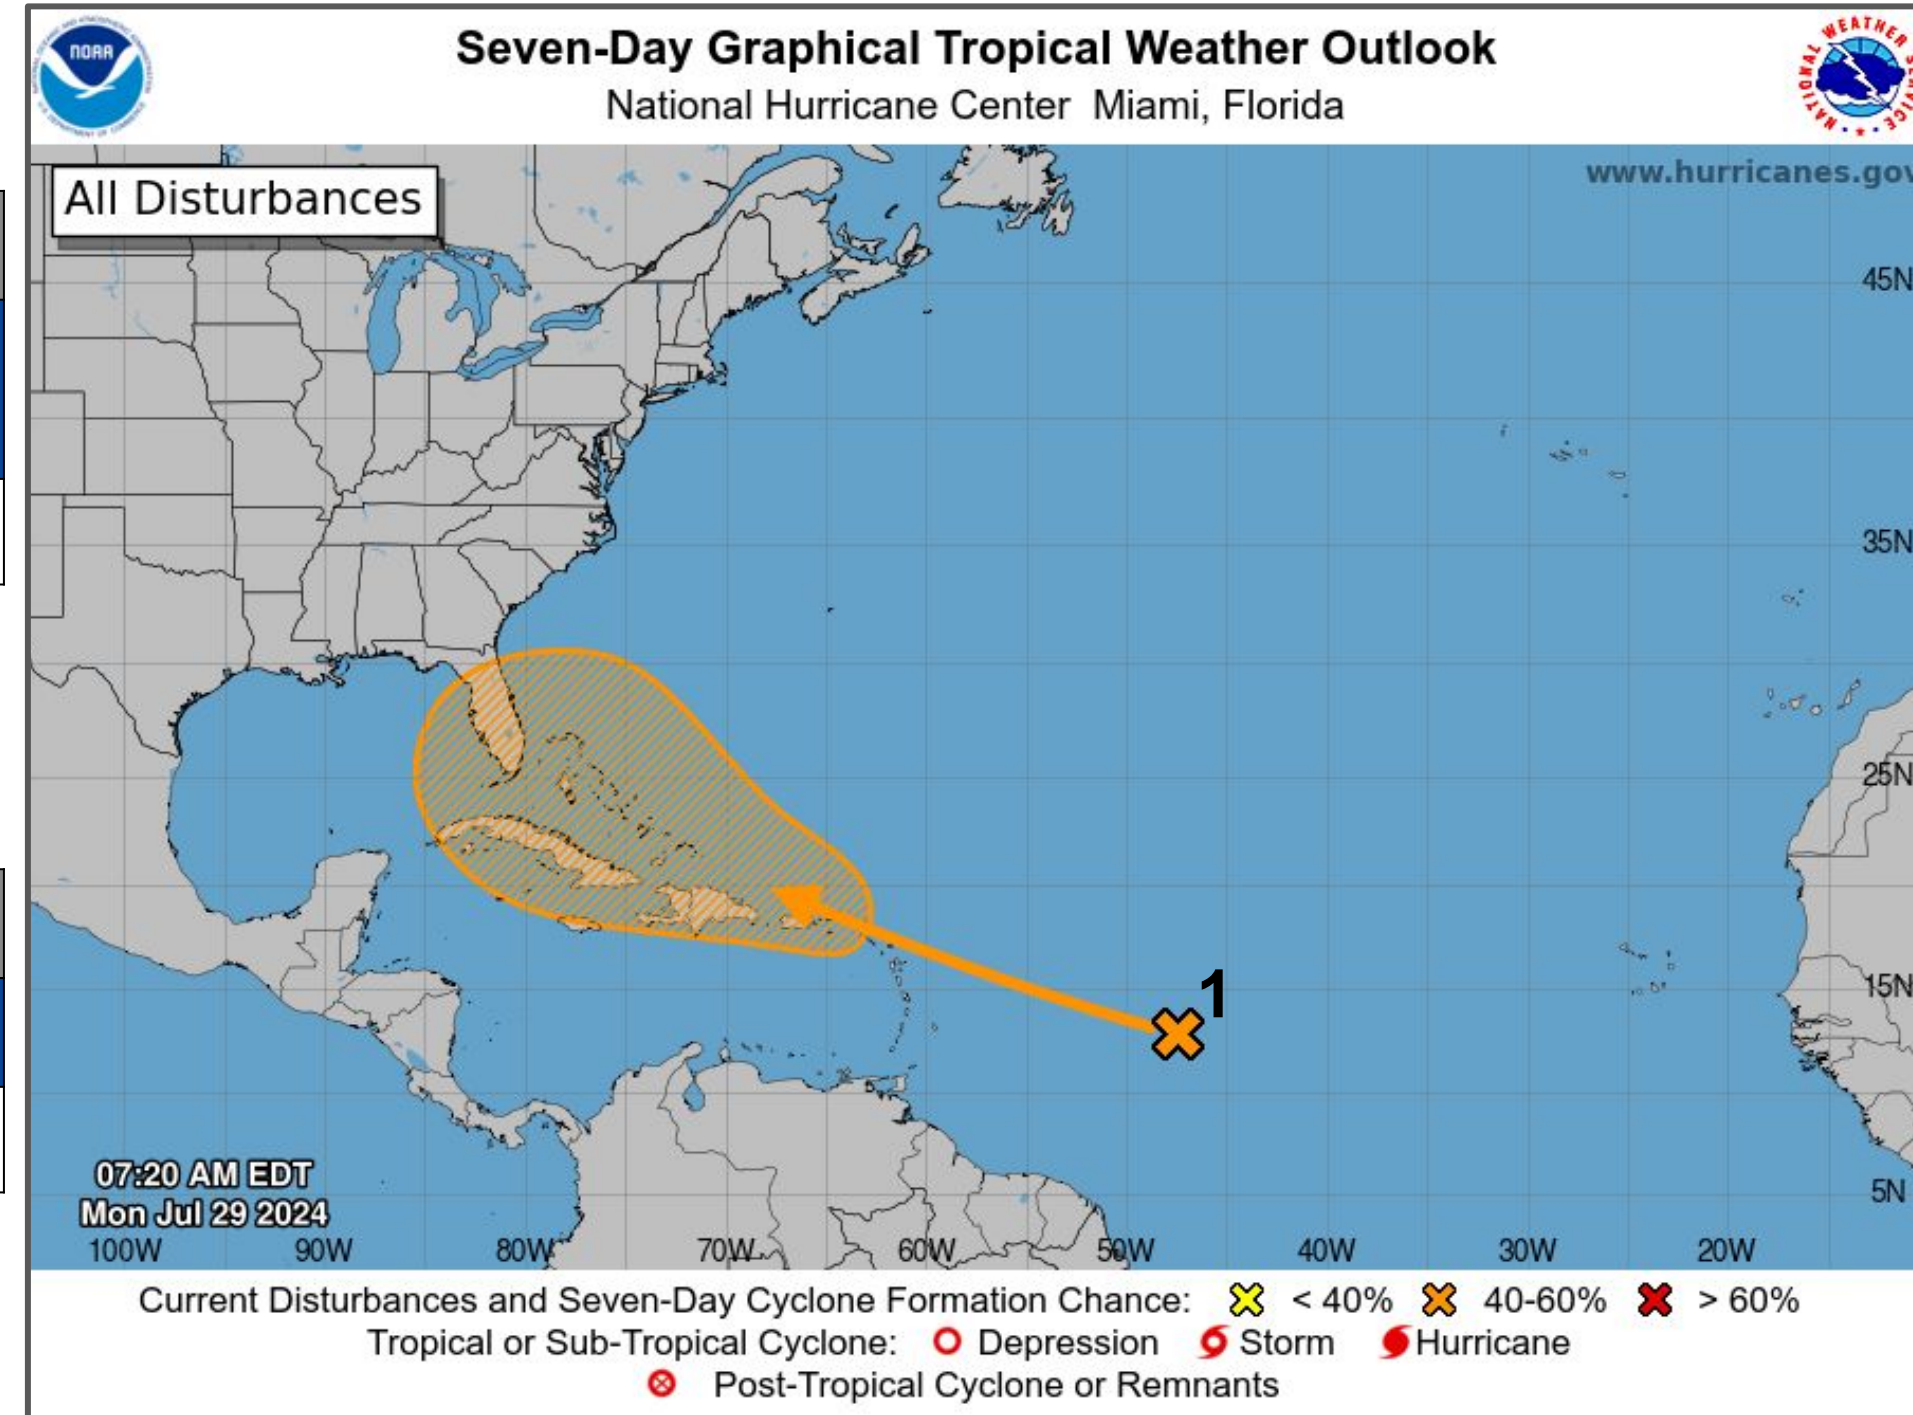 NOAA
Seven-Day Graphical Tropical Weather Outlook
National Hurricane Center Miami, Florida
All Disturbances
www.hurricanes.gov
45N
35N
25N
15N
5N
1
07:20 AM EDT
Mon Jul 29 2024
100W 90W 80W 70W 60W 50W 40W 30W 20W
Current Disturbances and Seven-Day Cyclone Formation Chance: < 40% 40-60% > 60%
Tropical or Sub-Tropical Cyclone: Depression Storm Hurricane
Post-Tropical Cyclone or Remnants